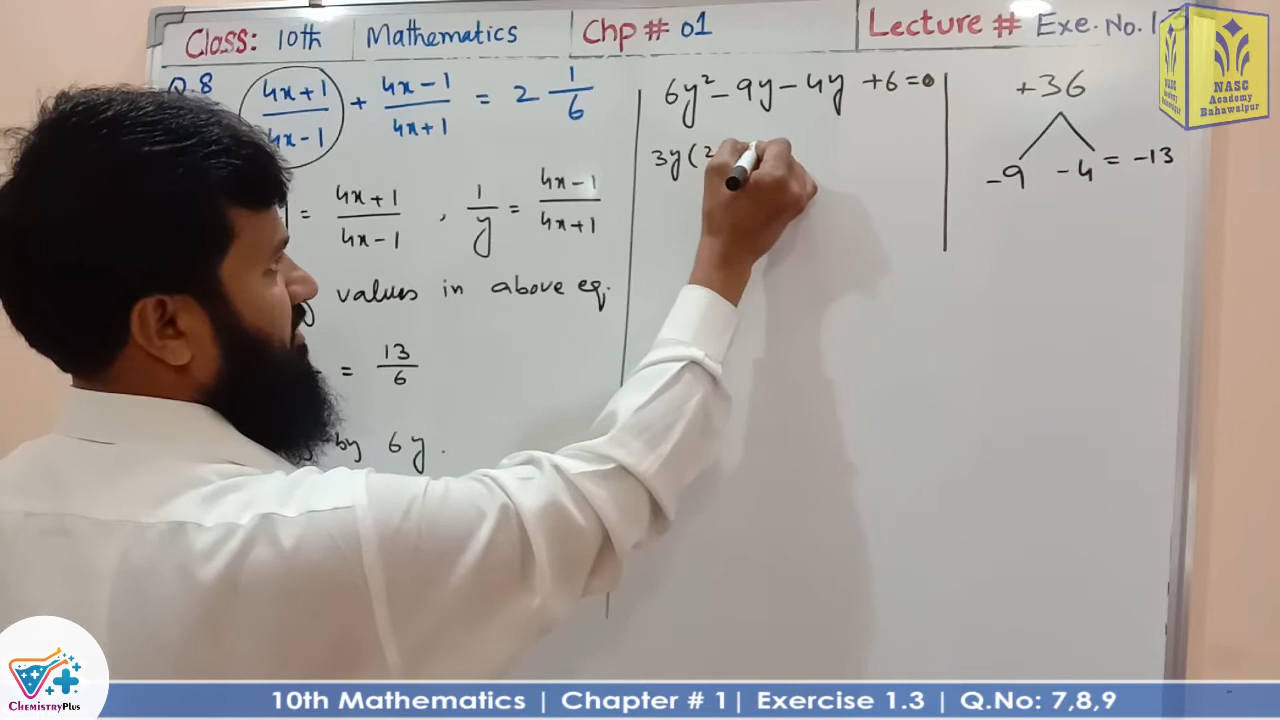 Class: 10th Mathematics Chp # 01 Lecture # Exe. No. 1.3
Q.8 4x+1/4x-1 + 4x-1/4x+1 = 2 1/6
= 4x+1/4x-1 , 1/y = 4x-1/4x+1
values in above eq.
= 13/6
by 6y.
6y² - 9y - 4y + 6 = 0
3y(2
+36
-9 -4 = -13
NASC
Academy
Bahawalpur
ChemistryPlus
10th Mathematics | Chapter # 1| Exercise 1.3 | Q.No: 7,8,9